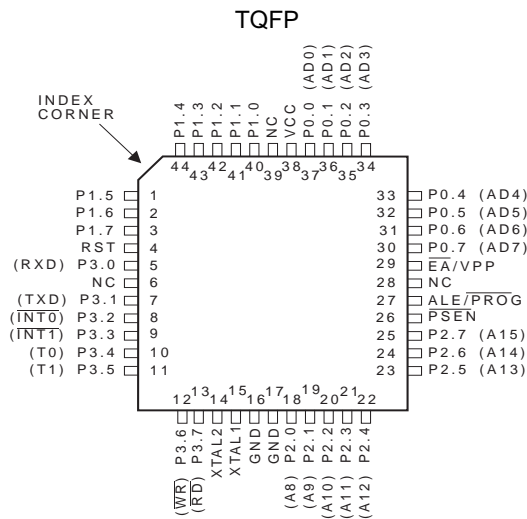 TQFP
INDEX
CORNER
P1.4
P1.3
P1.2
P1.1
P1.0
NC
VCC
P0.0 (AD0)
P0.1 (AD1)
P0.2 (AD2)
P0.3 (AD3)
44
43
42
41
40
39
38
37
36
35
34
P1.5 1
P1.6 2
P1.7 3
RST 4
(RXD) P3.0 5
NC 6
(TXD) P3.1 7
(INT0) P3.2 8
(INT1) P3.3 9
(T0) P3.4 10
(T1) P3.5 11
33 P0.4 (AD4)
32 P0.5 (AD5)
31 P0.6 (AD6)
30 P0.7 (AD7)
29 EA/VPP
28 NC
27 ALE/PROG
26 PSEN
25 P2.7 (A15)
24 P2.6 (A14)
23 P2.5 (A13)
12
13
14
15
16
17
18
19
20
21
22
(WR) P3.6
(RD) P3.7
XTAL2
XTAL1
GND
GND
(A8) P2.0
(A9) P2.1
(A10) P2.2
(A11) P2.3
(A12) P2.4